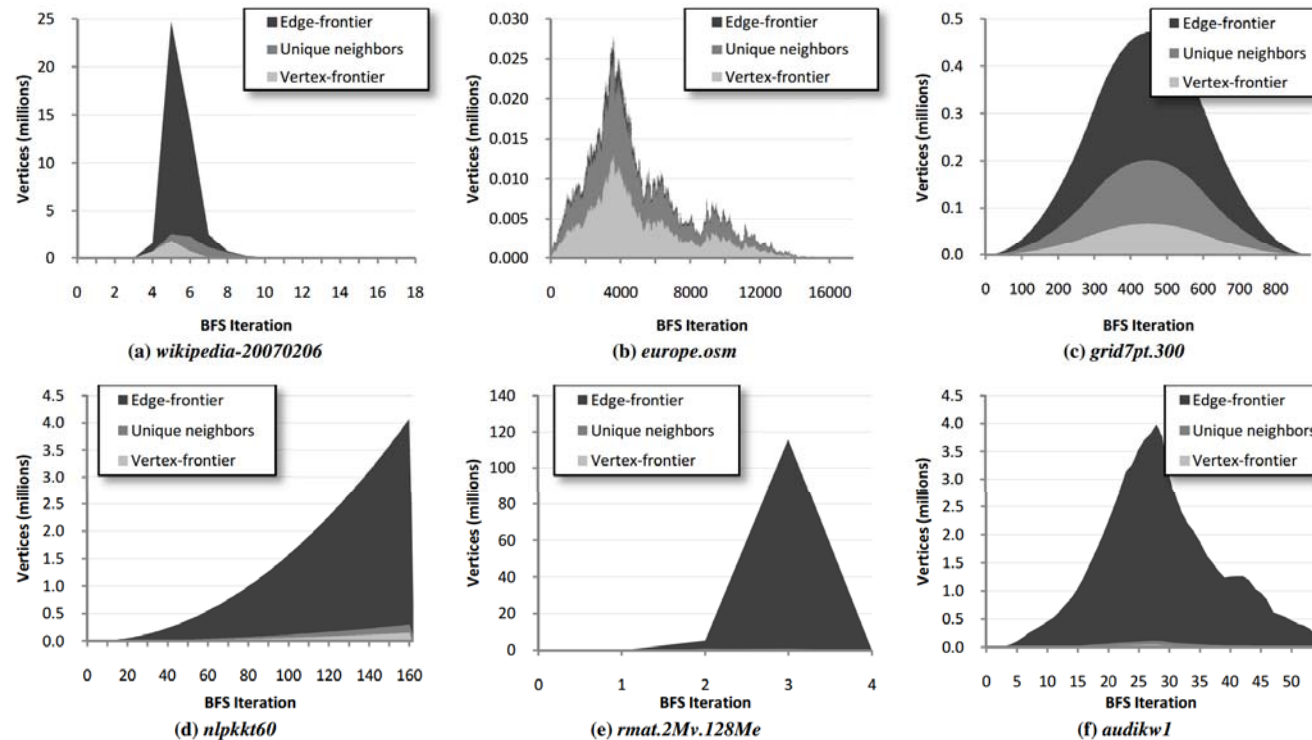 Vertices (millions)
30
25
20
15
10
5
0
Edge-frontier
Unique neighbors
Vertex-frontier
0 2 4 6 8 10 12 14 16 18
BFS Iteration
(a) wikipedia-20070206
Vertices (millions)
0.030
0.025
0.020
0.015
0.010
0.005
0.000
Edge-frontier
Unique neighbors
Vertex-frontier
0 4000 8000 12000 16000
BFS Iteration
(b) europe.osm
Vertices (millions)
0.5
0.4
0.3
0.2
0.1
0.0
Edge-frontier
Unique neighbors
Vertex-frontier
0 100 200 300 400 500 600 700 800
BFS Iteration
(c) grid7pt.300
Vertices (millions)
4.5
4.0
3.5
3.0
2.5
2.0
1.5
1.0
0.5
0.0
Edge-frontier
Unique neighbors
Vertex-frontier
0 20 40 60 80 100 120 140 160
BFS Iteration
(d) nlpkkt60
Vertices (millions)
140
120
100
80
60
40
20
0
Edge-frontier
Unique neighbors
Vertex-frontier
0 1 2 3 4
BFS Iteration
(e) rmat.2Mv.128Me
Vertices (millions)
4.5
4.0
3.5
3.0
2.5
2.0
1.5
1.0
0.5
0.0
Edge-frontier
Unique neighbors
Vertex-frontier
0 5 10 15 20 25 30 35 40 45 50
BFS Iteration
(f) audikw1